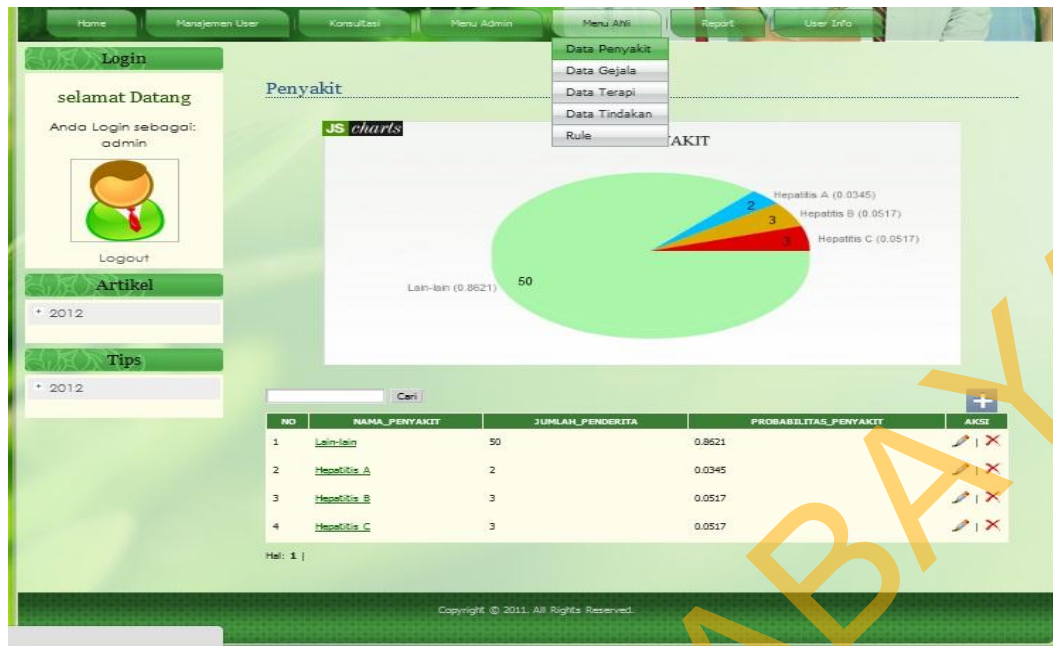 Home Manajemen User Konsultasi Menu Admin Menu Ahli Report User Info
Data Penyakit
Data Gejala
Data Terapi
Data Tindakan
Rule
Login
selamat Datang
Anda Login sebagai:
admin
Logout
Artikel
+ 2012
Tips
+ 2012
Penyakit
JS charts
AKIT
Hepatitis A (0.0345)
2
Hepatitis B (0.0517)
3
Hepatitis C (0.0517)
3
Lain-lain (0.8621)
50
Cari
NO NAMA_PENYAKIT JUMLAH_PENDERITA PROBABILITAS_PENYAKIT AKSI
1 Lain-lain 50 0.8621 |
2 Hepatitis A 2 0.0345 |
3 Hepatitis B 3 0.0517 |
4 Hepatitis C 3 0.0517 |
Hal: 1 |
Copyright © 2011. All Rights Reserved.
ABAY